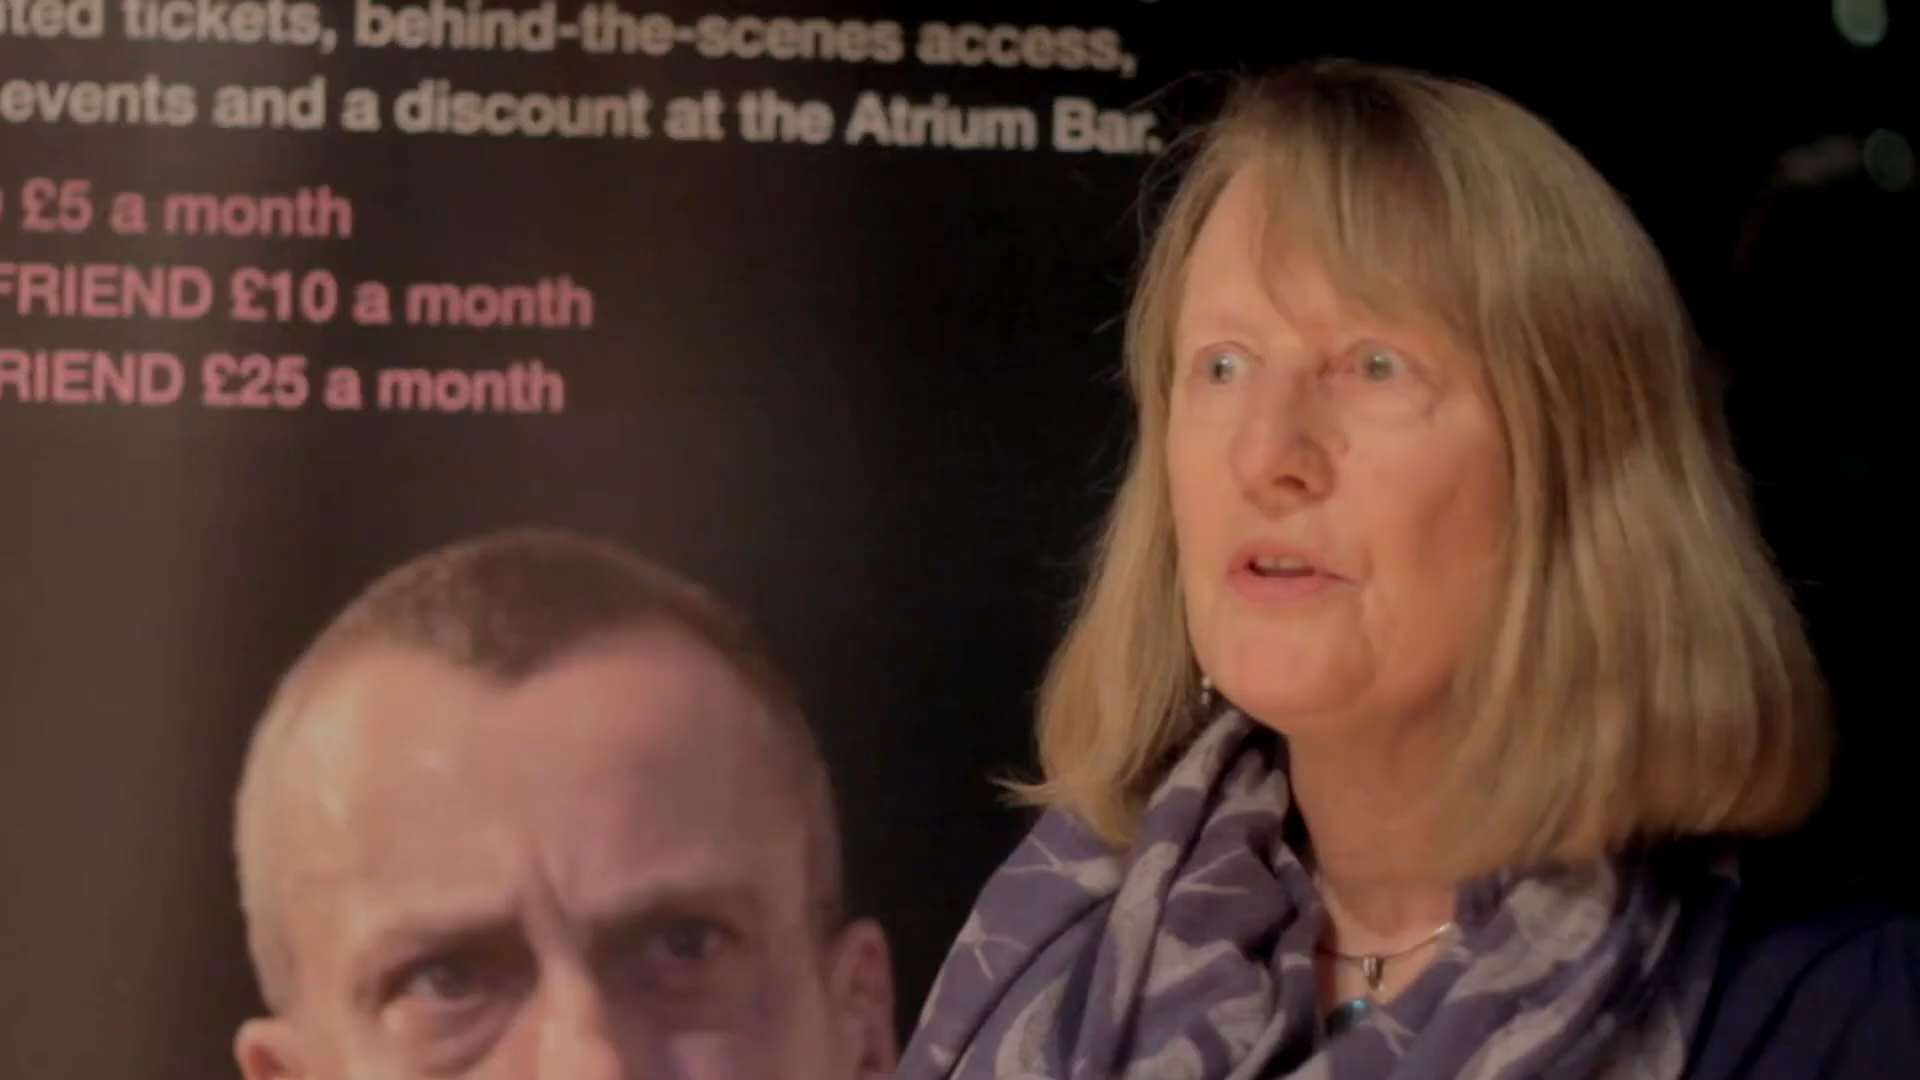 tickets, behind-the-scenes access,
events and a discount at the Atrium Bar.
£5 a month
FRIEND £10 a month
RIEND £25 a month